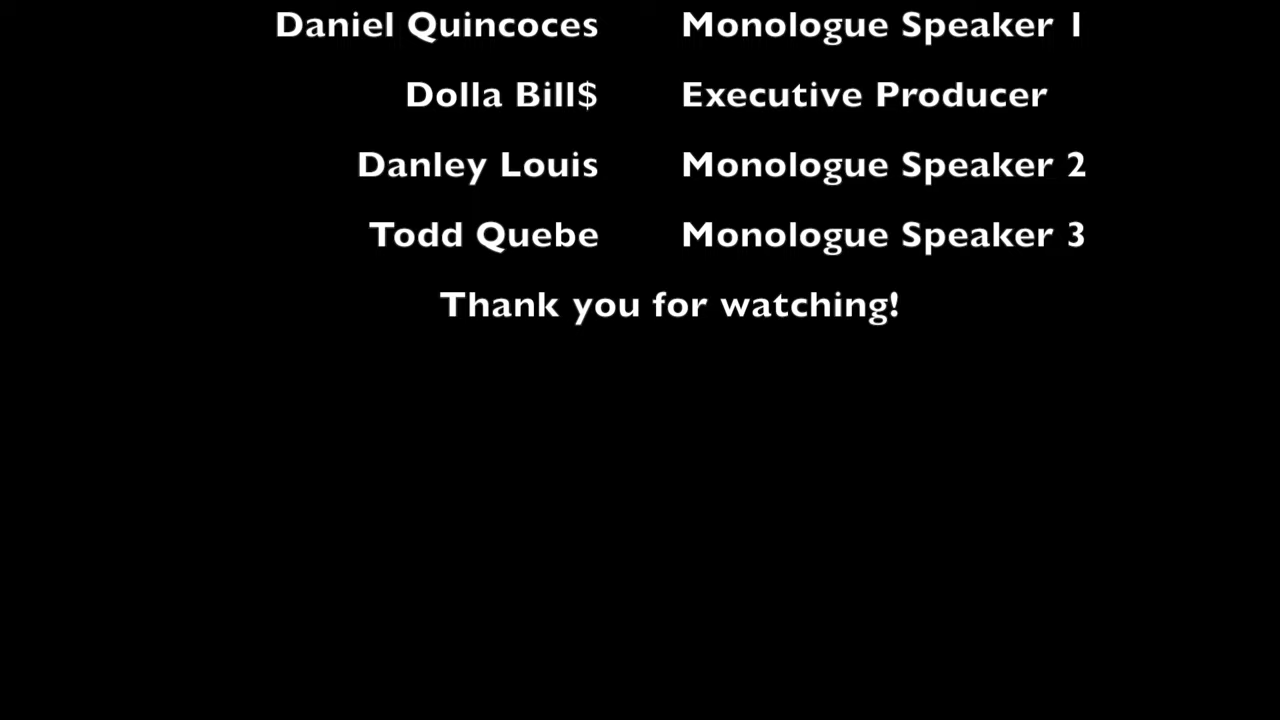 Daniel Quincoces Monologue Speaker 1
Dolla Bill$ Executive Producer
Danley Louis Monologue Speaker 2
Todd Quebe Monologue Speaker 3
Thank you for watching!